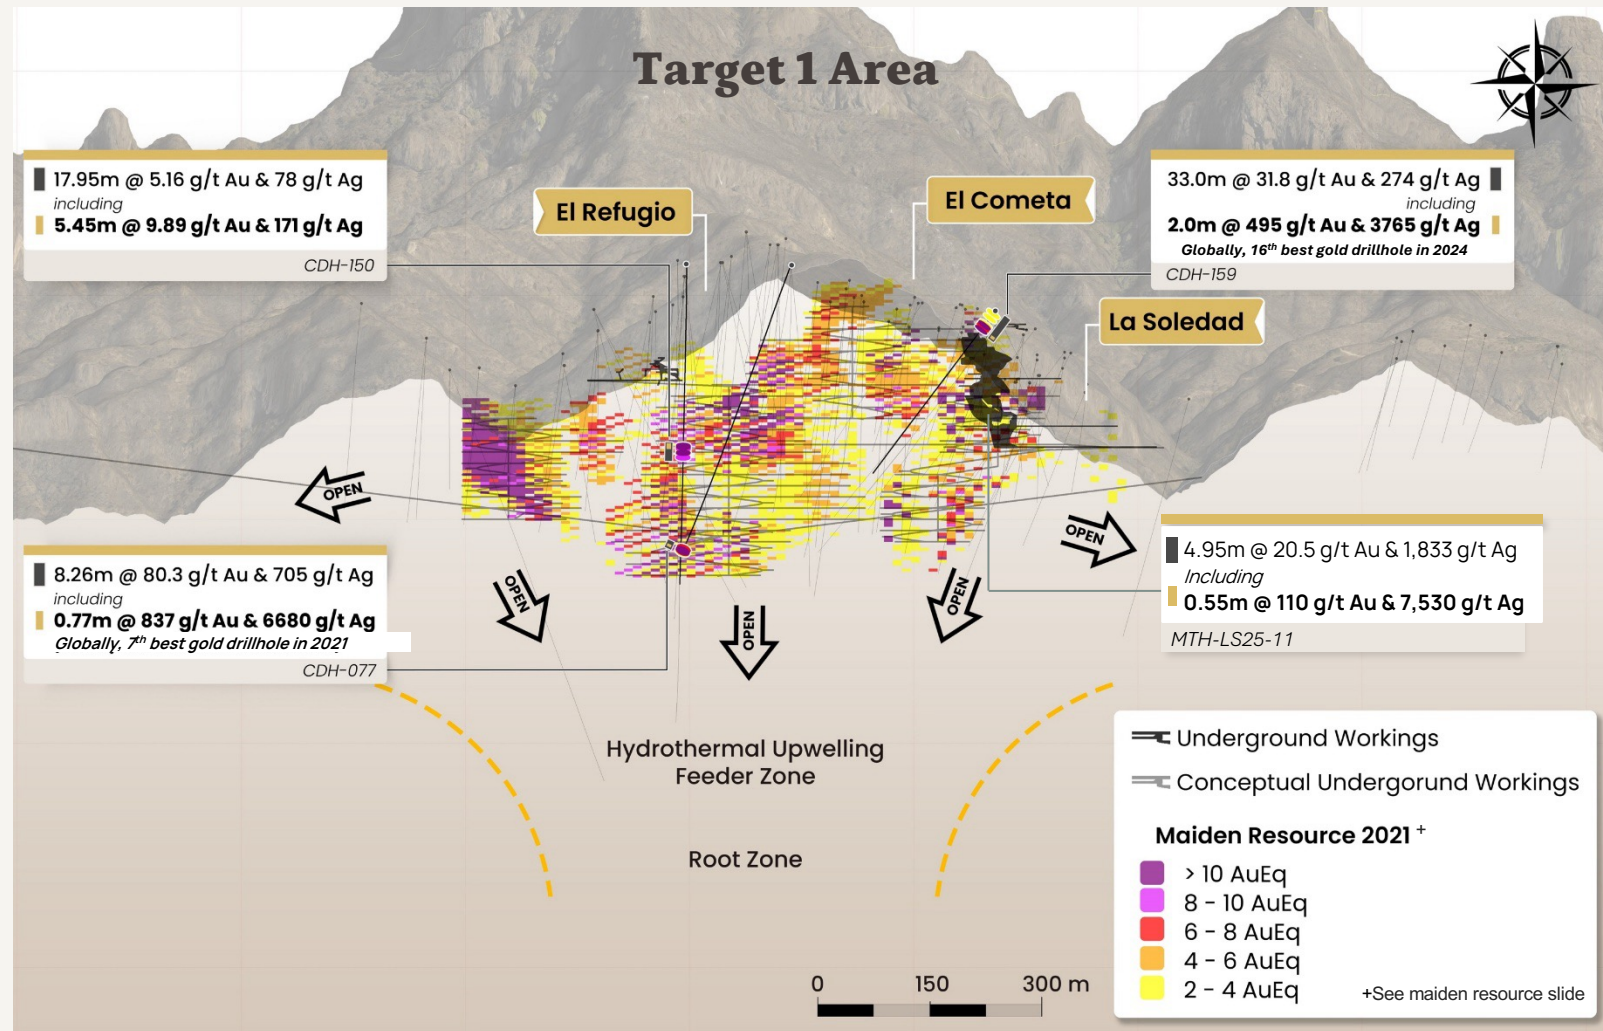 Target 1 Area
17.95m @ 5.16 g/t Au & 78 g/t Ag
including
5.45m @ 9.89 g/t Au & 171 g/t Ag
CDH-150
El Refugio
El Cometa
33.0m @ 31.8 g/t Au & 274 g/t Ag
including
2.0m @ 495 g/t Au & 3765 g/t Ag
Globally, 16th best gold drillhole in 2024
CDH-159
La Soledad
OPEN
OPEN
OPEN
OPEN
OPEN
8.26m @ 80.3 g/t Au & 705 g/t Ag
including
0.77m @ 837 g/t Au & 6680 g/t Ag
Globally, 7th best gold drillhole in 2021
CDH-077
4.95m @ 20.5 g/t Au & 1,833 g/t Ag
Including
0.55m @ 110 g/t Au & 7,530 g/t Ag
MTH-LS25-11
Hydrothermal Upwelling
Feeder Zone
Root Zone
Underground Workings
Conceptual Undergorund Workings
Maiden Resource 2021 +
> 10 AuEq
8 - 10 AuEq
6 - 8 AuEq
4 - 6 AuEq
2 - 4 AuEq
+See maiden resource slide
0 150 300 m